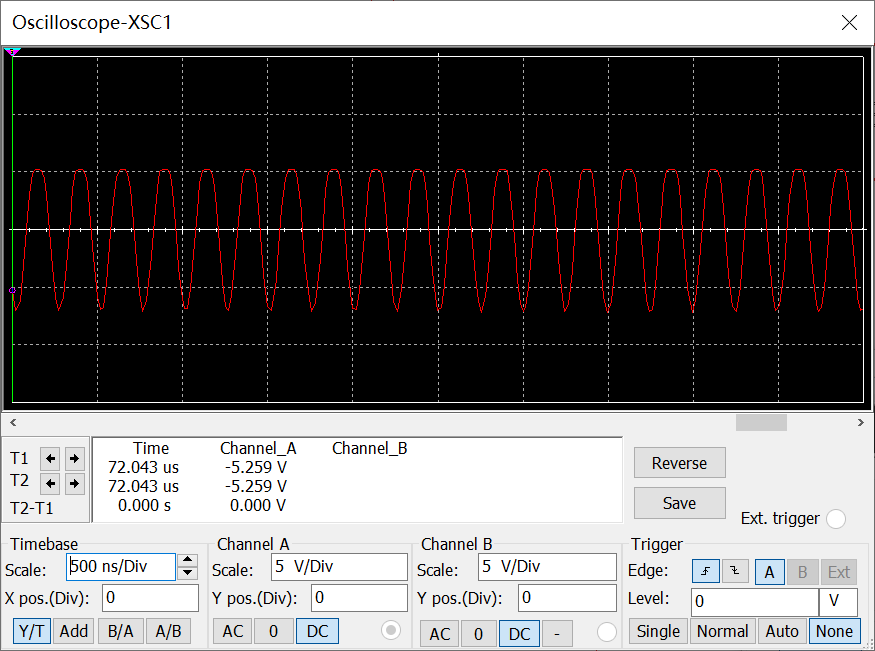 Oscilloscope-XSC1
Time Channel_A Channel_B
T1 72.043 us -5.259 V
T2 72.043 us -5.259 V
T2-T1 0.000 s 0.000 V
Reverse
Save
Ext. trigger
Timebase
Scale: 500 ns/Div
X pos.(Div): 0
Y/T Add B/A A/B
Channel A
Scale: 5 V/Div
Y pos.(Div): 0
AC 0 DC
Channel B
Scale: 5 V/Div
Y pos.(Div): 0
AC 0 DC -
Trigger
Edge: A B Ext
Level: 0 V
Single Normal Auto None